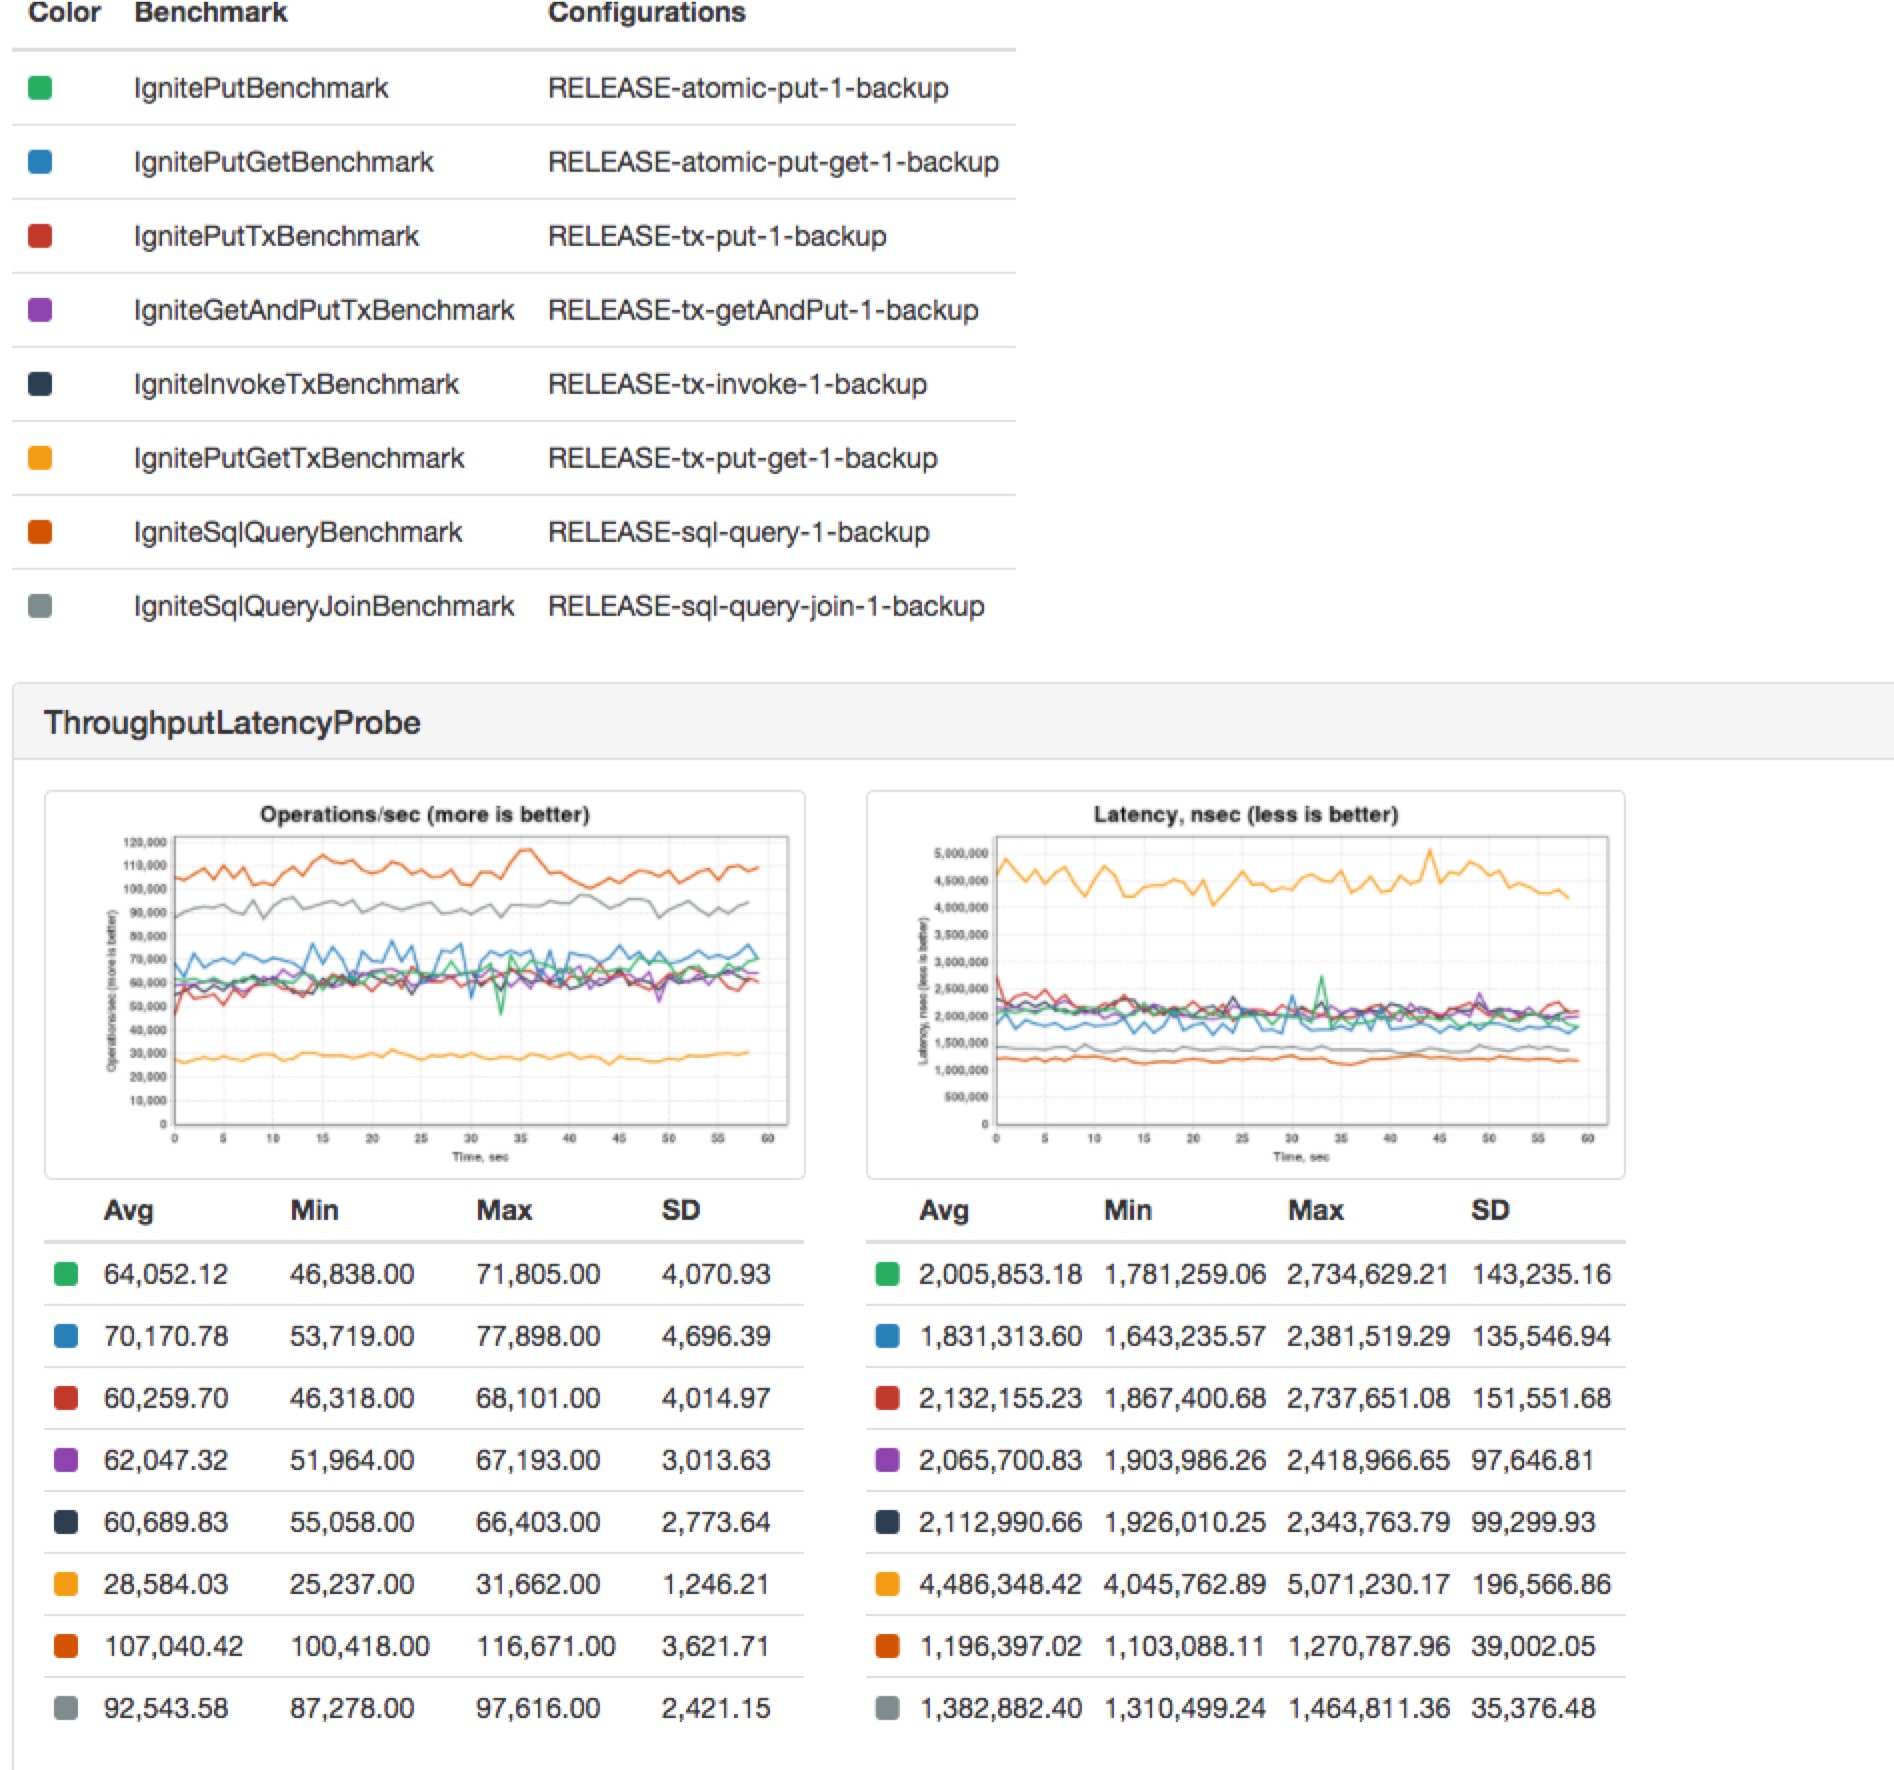 Color Benchmark Configurations
IgnitePutBenchmark RELEASE-atomic-put-1-backup
IgnitePutGetBenchmark RELEASE-atomic-put-get-1-backup
IgnitePutTxBenchmark RELEASE-tx-put-1-backup
IgniteGetAndPutTxBenchmark RELEASE-tx-getAndPut-1-backup
IgniteInvokeTxBenchmark RELEASE-tx-invoke-1-backup
IgnitePutGetTxBenchmark RELEASE-tx-put-get-1-backup
IgniteSqlQueryBenchmark RELEASE-sql-query-1-backup
IgniteSqlQueryJoinBenchmark RELEASE-sql-query-join-1-backup
ThroughputLatencyProbe
Operations/sec (more is better)
Operations/sec (more is better)
120,000
110,000
100,000
90,000
80,000
70,000
60,000
50,000
40,000
30,000
20,000
10,000
0
0 5 10 15 20 25 30 35 40 45 50 55 60
Time, sec
Latency, nsec (less is better)
Latency, nsec (less is better)
5,000,000
4,500,000
4,000,000
3,500,000
3,000,000
2,500,000
2,000,000
1,500,000
1,000,000
500,000
0
0 5 10 15 20 25 30 35 40 45 50 55 60
Time, sec
Avg Min Max SD
64,052.12 46,838.00 71,805.00 4,070.93
70,170.78 53,719.00 77,898.00 4,696.39
60,259.70 46,318.00 68,101.00 4,014.97
62,047.32 51,964.00 67,193.00 3,013.63
60,689.83 55,058.00 66,403.00 2,773.64
28,584.03 25,237.00 31,662.00 1,246.21
107,040.42 100,418.00 116,671.00 3,621.71
92,543.58 87,278.00 97,616.00 2,421.15
Avg Min Max SD
2,005,853.18 1,781,259.06 2,734,629.21 143,235.16
1,831,313.60 1,643,235.57 2,381,519.29 135,546.94
2,132,155.23 1,867,400.68 2,737,651.08 151,551.68
2,065,700.83 1,903,986.26 2,418,966.65 97,646.81
2,112,990.66 1,926,010.25 2,343,763.79 99,299.93
4,486,348.42 4,045,762.89 5,071,230.17 196,566.86
1,196,397.02 1,103,088.11 1,270,787.96 39,002.05
1,382,882.40 1,310,499.24 1,464,811.36 35,376.48